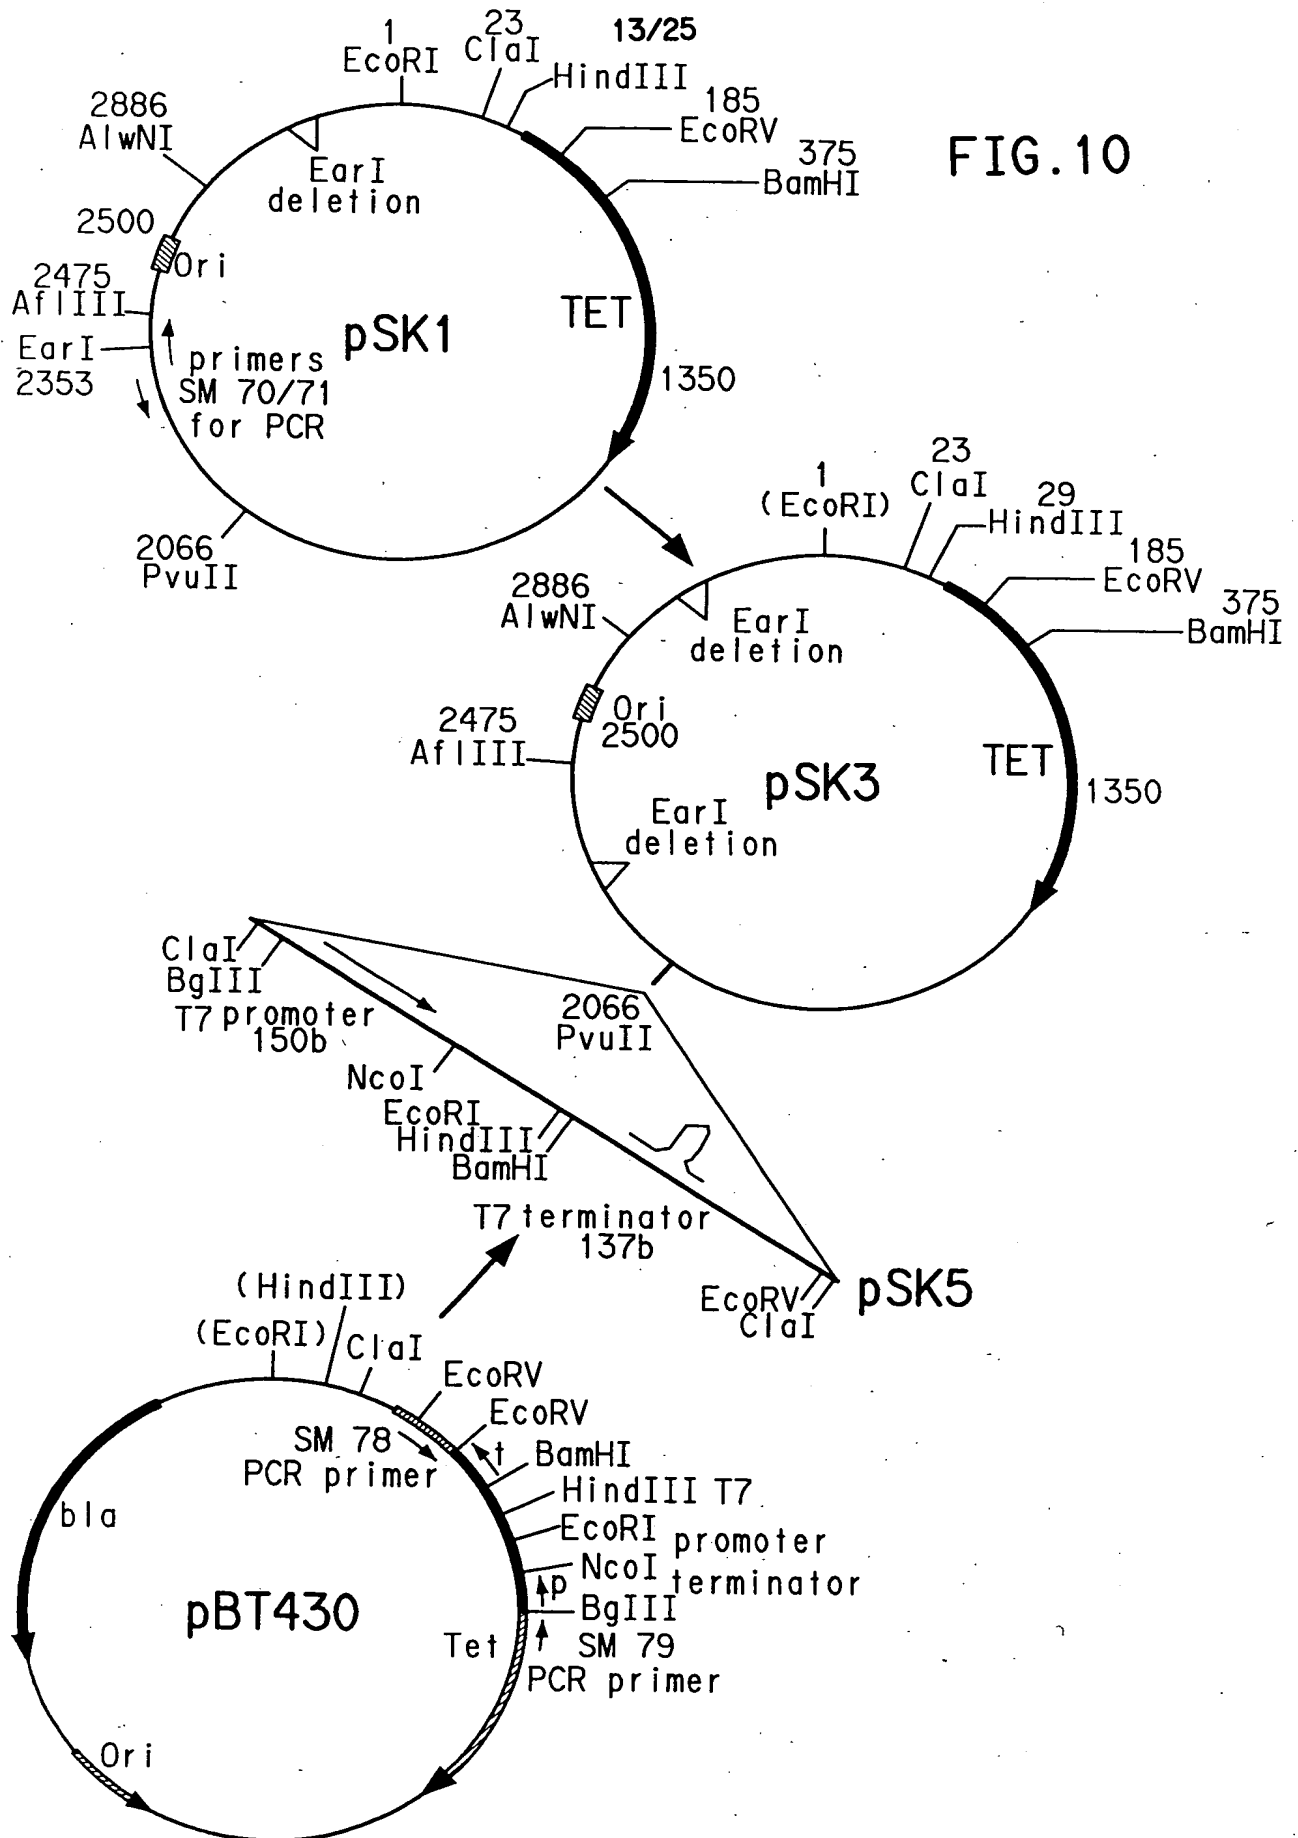 13/25
FIG.10
1
EcoRI
23
ClaI
HindIII
185
EcoRV
375
BamHI
2886
AlwNI
EarI
deletion
2500
Ori
2475
AflIII
EarI
2353
primers
SM 70/71
for PCR
pSK1
TET
1350
2066
PvuII
1
(EcoRI)
23
ClaI
29
HindIII
185
EcoRV
375
BamHI
2886
AlwNI
EarI
deletion
Ori
2500
2475
AflIII
pSK3
TET
1350
EarI
deletion
2066
PvuII
ClaI
BglII
T7 promoter
150b
NcoI
EcoRI
HindIII
BamHI
T7 terminator
137b
EcoRV
ClaI
pSK5
(HindIII)
(EcoRI)
ClaI
EcoRV
EcoRV
SM 78
PCR primer
t
BamHI
HindIII T7
EcoRI promoter
NcoI terminator
p
BglII
SM 79
PCR primer
bla
pBT430
Tet
Ori